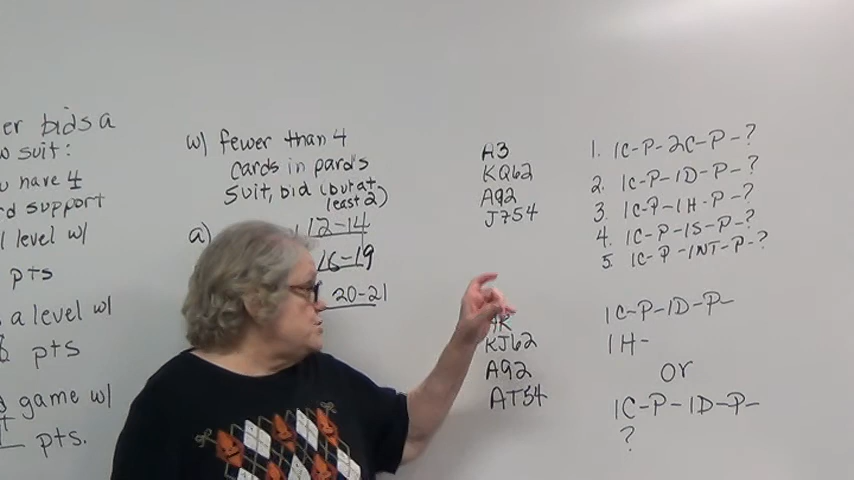 er bids a
suit:
have 4
support
level w/
pts
a level w/
pts
game w/
pts.
w) fewer than 4
cards in pard's
suit, bid (but at
least 2)
a)
12-14
16-19
20-21
A3
KQ62
A92
J754
AK
KJ62
A92
AT54
1. 1C-P-2C-P-?
2. 1C-P-1D-P-?
3. 1C-P-1H-P-?
4. 1C-P-1S-P-?
5. 1C-P-1NT-P-?
1C-P-1D-P-
1H-
or
1C-P-1D-P-
?